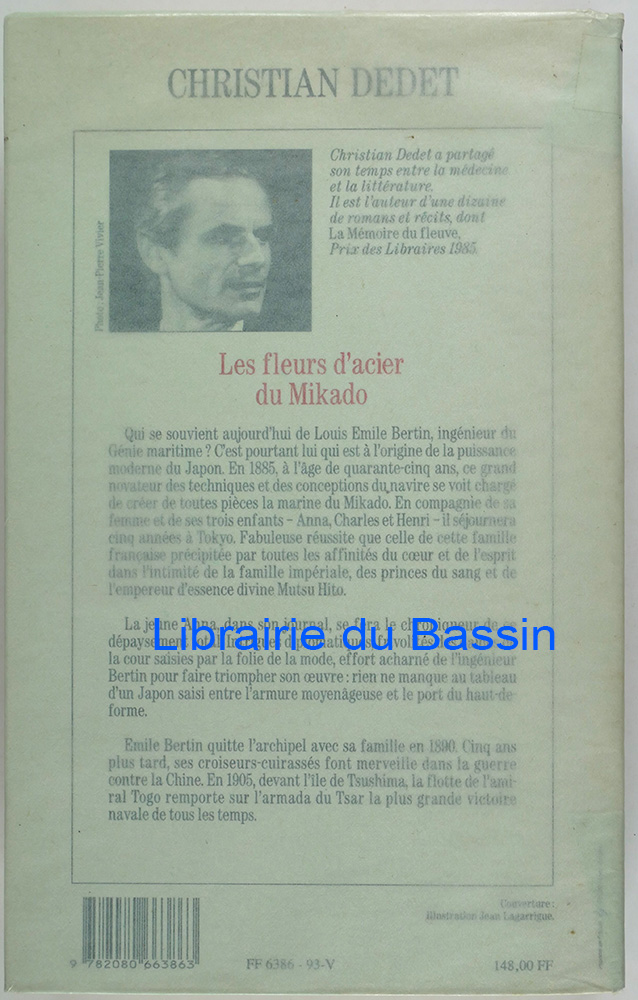 CHRISTIAN DEDET
Photo : Jean-Pierre Vivier
Christian Dedet a partagé
son temps entre la médecine
et la littérature.
Il est l'auteur d'une dizaine
de romans et récits, dont
La Mémoire du fleuve,
Prix des Libraires 1985.
Les fleurs d'acier
du Mikado
Qui se souvient aujourd'hui de Louis Emile Bertin, ingénieur du
Génie maritime ? C'est pourtant lui qui est à l'origine de la puissance
moderne du Japon. En 1885, à l'âge de quarante-cinq ans, ce grand
novateur des techniques et des conceptions du navire se voit chargé
de créer de toutes pièces la marine du Mikado. En compagnie de sa
femme et de ses trois enfants – Anna, Charles et Henri – il séjournera
cinq années à Tokyo. Fabuleuse réussite que celle de cette famille
française précipitée par toutes les affinités du cœur et de l'esprit
dans l'intimité de la famille impériale, des princes du sang et de
l'empereur d'essence divine Mutsu Hito.
La jeune Anna, dans son journal, se fera le chroniqueur de ce
Librairie du Bassin
dépaysement total. Intrigues diplomatiques, frivolités
la cour saisies par la folie de la mode, effort acharné de l'ingénieur
Bertin pour faire triompher son œuvre : rien ne manque au tableau
d'un Japon saisi entre l'armure moyenâgeuse et le port du haut-de-
forme.
Emile Bertin quitte l'archipel avec sa famille en 1890. Cinq ans
plus tard, ses croiseurs-cuirassés font merveille dans la guerre
contre la Chine. En 1905, devant l'île de Tsushima, la flotte de l'ami-
ral Togo remporte sur l'armada du Tsar la plus grande victoire
navale de tous les temps.
Couverture :
Illustration Jean Lagarrigue.
9 782080 663863
FF 6386 - 93-V
148,00 FF